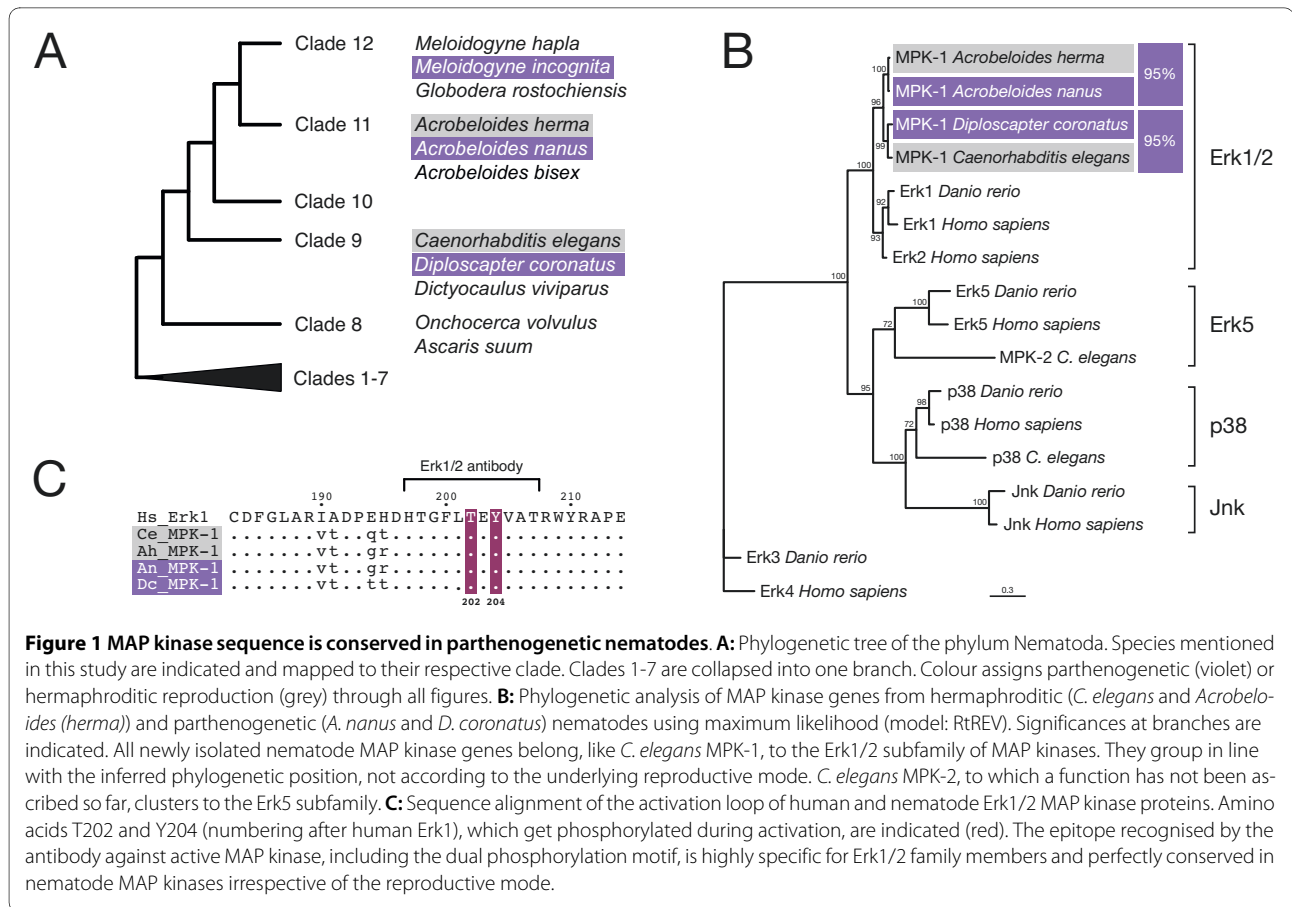 A
Clade 12
Meloidogyne hapla
Meloidogyne incognita
Globodera rostochiensis
Clade 11
Acrobeloides herma
Acrobeloides nanus
Acrobeloides bisex
Clade 10
Clade 9
Caenorhabditis elegans
Diploscapter coronatus
Dictyocaulus viviparus
Clade 8
Onchocerca volvulus
Ascaris suum
Clades 1-7
B
100
MPK-1 Acrobeloides herma
95%
MPK-1 Acrobeloides nanus
96
MPK-1 Diploscapter coronatus
95%
99
MPK-1 Caenorhabditis elegans
Erk1/2
100
Erk1 Danio rerio
92
Erk1 Homo sapiens
93
Erk2 Homo sapiens
100
Erk5 Danio rerio
100
Erk5 Homo sapiens
Erk5
72
MPK-2 C. elegans
95
p38 Danio rerio
98
p38 Homo sapiens
p38
72
p38 C. elegans
100
Jnk Danio rerio
100
Jnk Homo sapiens
Jnk
Erk3 Danio rerio
Erk4 Homo sapiens
0.3
C
Erk1/2 antibody
190 200 210
Hs_Erk1 CDFGLARIADPEHDHTGFLTEYVATRWYRAPE
Ce_MPK-1 .......vt..qt....................
Ah_MPK-1 .......vt..gr....................
An_MPK-1 .......vt..gr....................
Dc_MPK-1 .......vt..tt....................
202 204
Figure 1 MAP kinase sequence is conserved in parthenogenetic nematodes. A: Phylogenetic tree of the phylum Nematoda. Species mentioned
in this study are indicated and mapped to their respective clade. Clades 1-7 are collapsed into one branch. Colour assigns parthenogenetic (violet) or
hermaphroditic reproduction (grey) through all figures. B: Phylogenetic analysis of MAP kinase genes from hermaphroditic (C. elegans and Acrobelo-
ides (herma)) and parthenogenetic (A. nanus and D. coronatus) nematodes using maximum likelihood (model: RtREV). Significances at branches are
indicated. All newly isolated nematode MAP kinase genes belong, like C. elegans MPK-1, to the Erk1/2 subfamily of MAP kinases. They group in line
with the inferred phylogenetic position, not according to the underlying reproductive mode. C. elegans MPK-2, to which a function has not been as-
cribed so far, clusters to the Erk5 subfamily. C: Sequence alignment of the activation loop of human and nematode Erk1/2 MAP kinase proteins. Amino
acids T202 and Y204 (numbering after human Erk1), which get phosphorylated during activation, are indicated (red). The epitope recognised by the
antibody against active MAP kinase, including the dual phosphorylation motif, is highly specific for Erk1/2 family members and perfectly conserved in
nematode MAP kinases irrespective of the reproductive mode.